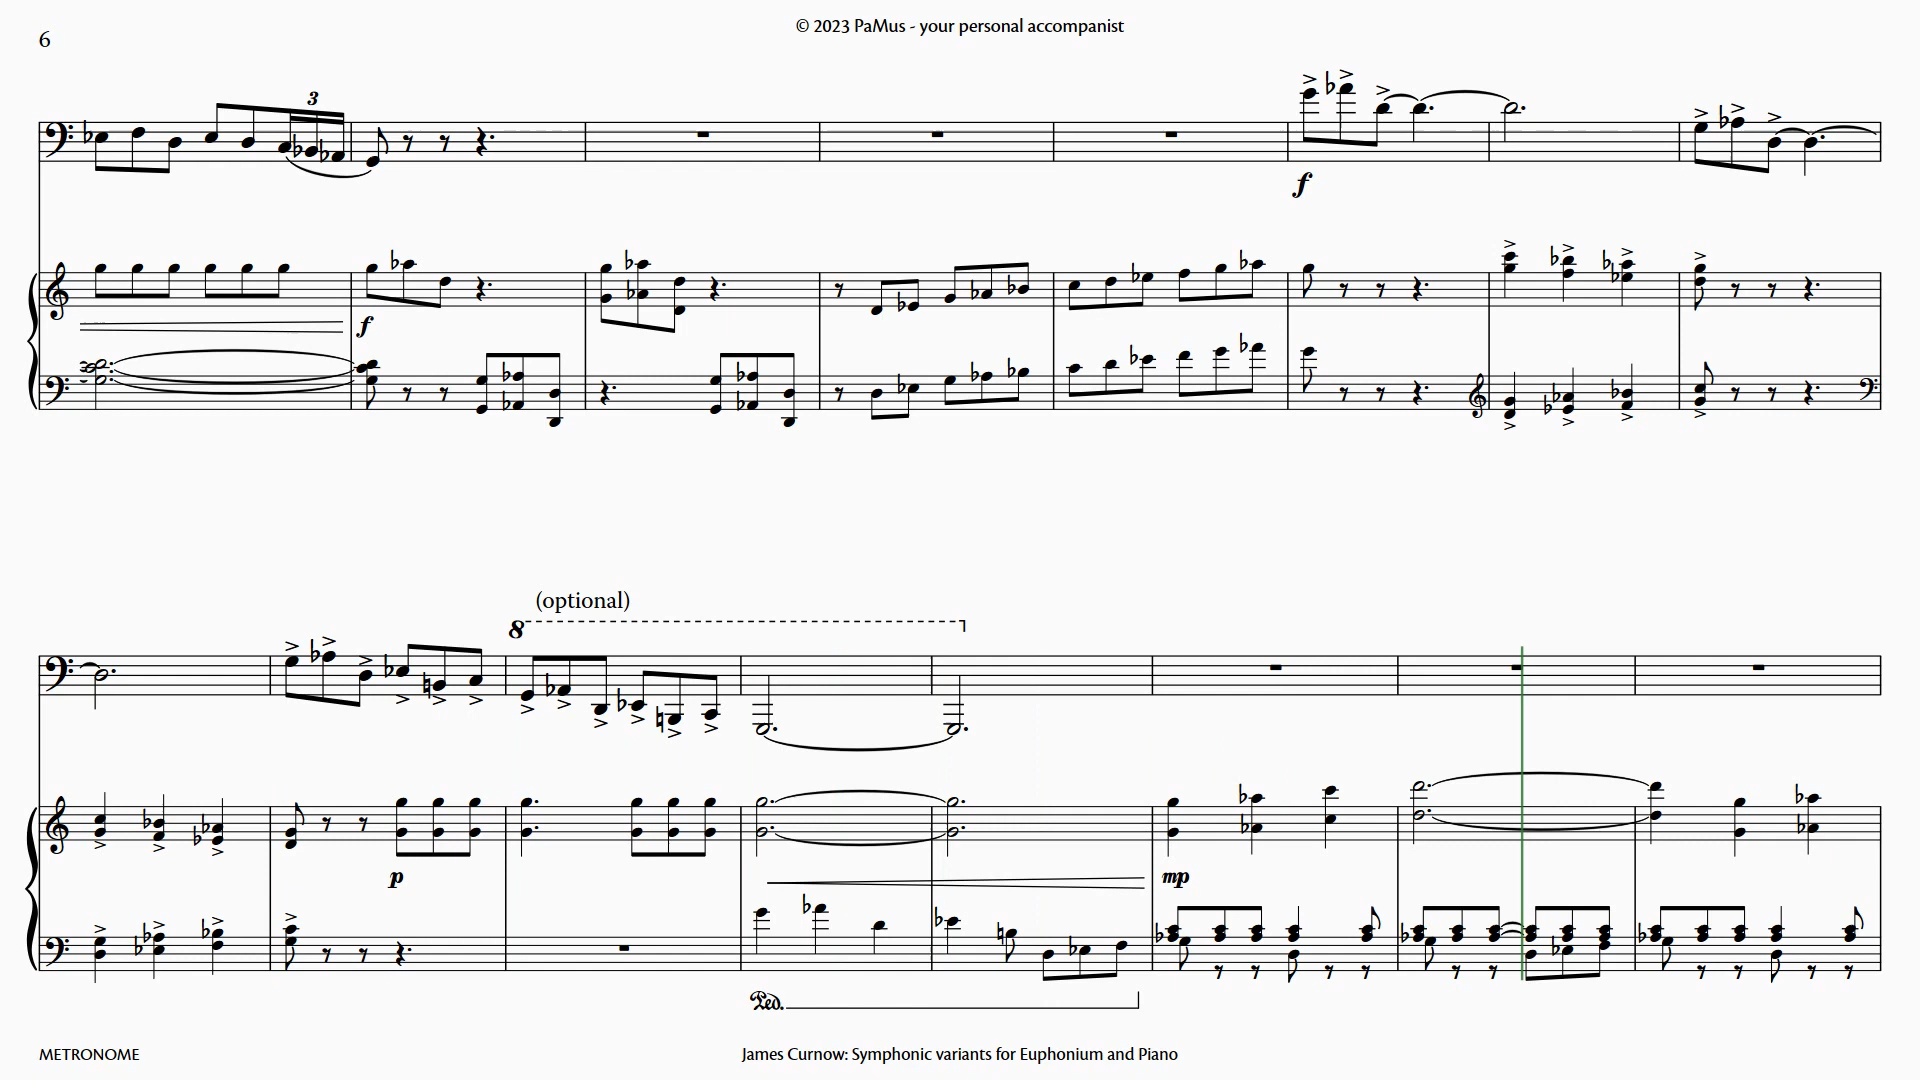 © 2023 PaMus - your personal accompanist
6
3
f
f
(optional)
8
p
mp
Ped.
METRONOME
James Curnow: Symphonic variants for Euphonium and Piano